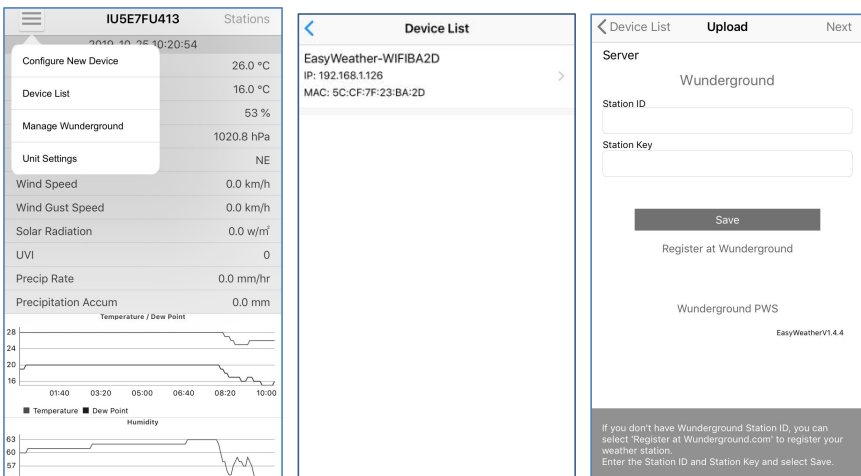 IU5E7FU413 Stations
2019-10-25 10:20:54
Configure New Device
Device List
Manage Wunderground
Unit Settings
26.0 °C
16.0 °C
53 %
1020.8 hPa
NE
Wind Speed 0.0 km/h
Wind Gust Speed 0.0 km/h
Solar Radiation 0.0 w/㎡
UVI 0
Precip Rate 0.0 mm/hr
Precipitation Accum 0.0 mm
Temperature / Dew Point
28
24
20
16
01:40 03:20 05:00 06:40 08:20 10:00
Temperature Dew Point
Humidity
63
60
57
Device List
EasyWeather-WIFIBA2D
IP: 192.168.1.126
MAC: 5C:CF:7F:23:BA:2D
Device List Upload Next
Server
Wunderground
Station ID
Station Key
Save
Register at Wunderground
Wunderground PWS
EasyWeatherV1.4.4
If you don't have Wunderground Station ID, you can
select 'Register at Wunderground.com' to register your
weather station.
Enter the Station ID and Station Key and select Save.